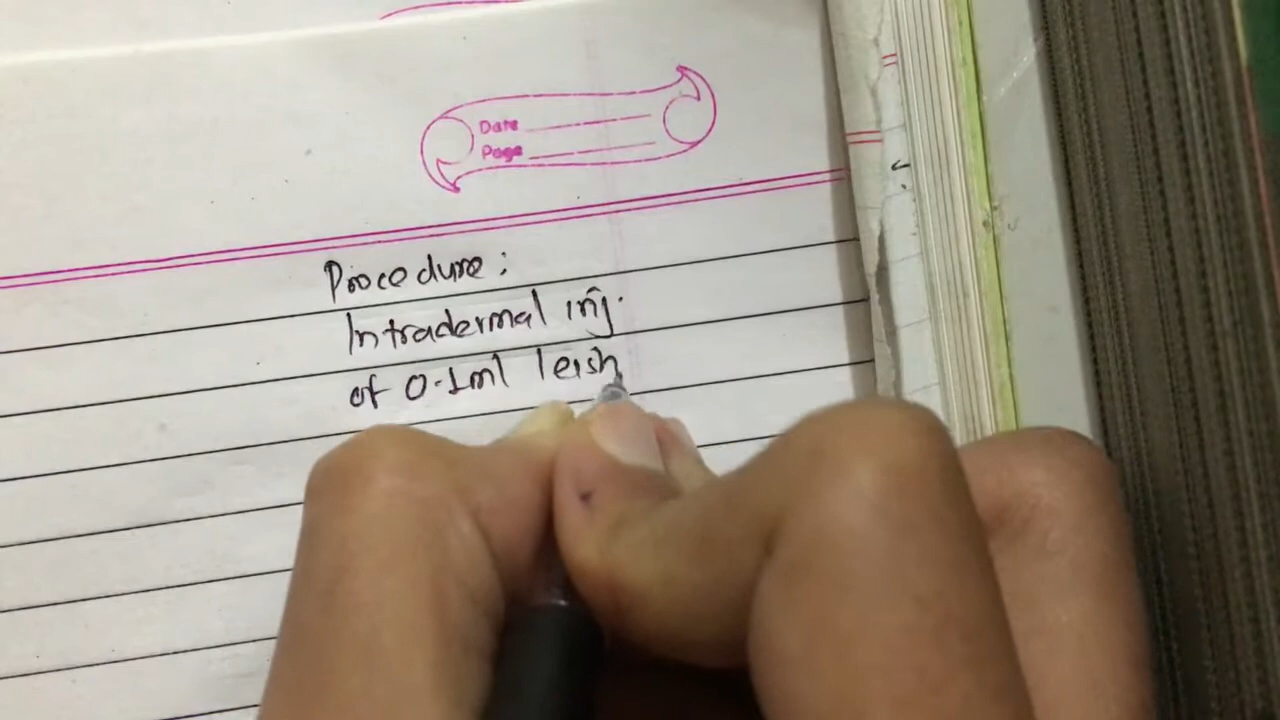 Date
Page
Procedure:
Intradermal inj.
of 0.1ml leish